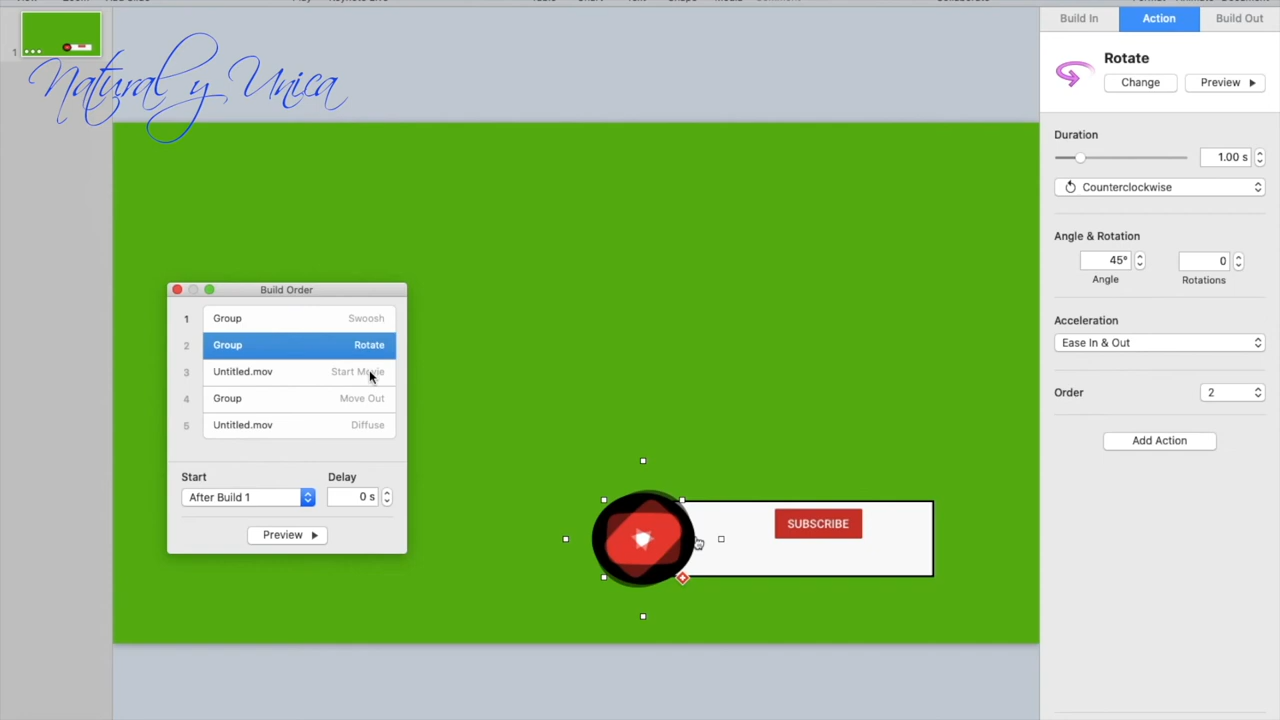 Build In
Action
Build Out
1
Natural y Unica
Rotate
Change
Preview
Duration
1.00 s
Counterclockwise
Angle & Rotation
45°
0
Angle
Rotations
Acceleration
Ease In & Out
Order
2
Add Action
Build Order
1 Group Swoosh
2 Group Rotate
3 Untitled.mov Start Movie
4 Group Move Out
5 Untitled.mov Diffuse
Start
Delay
After Build 1
0 s
Preview
SUBSCRIBE